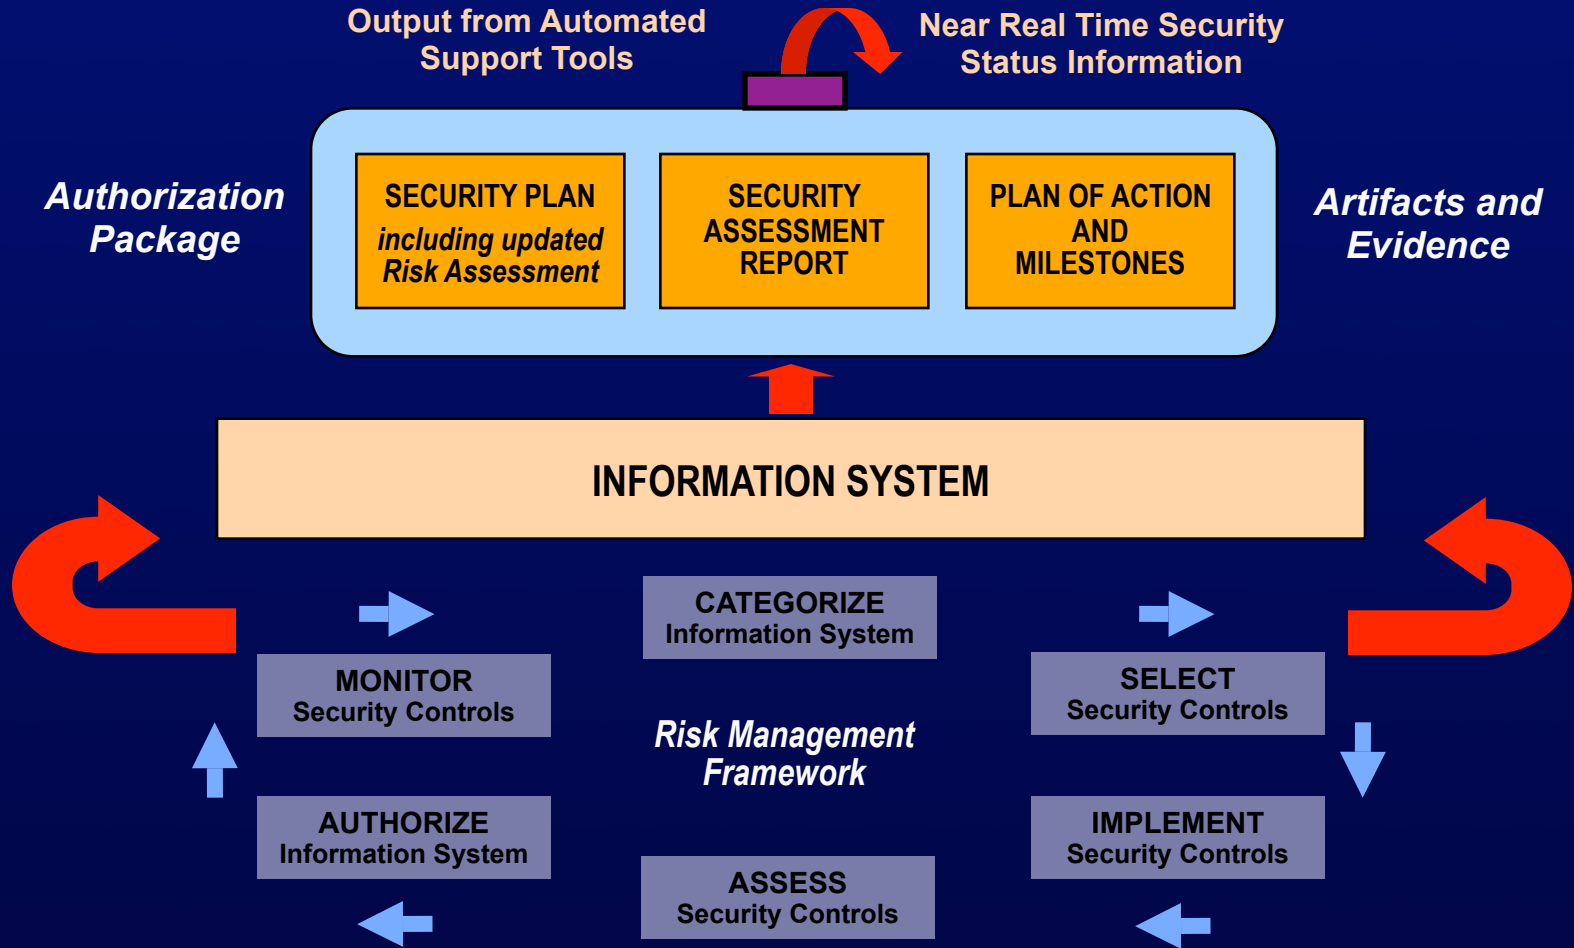 Output from Automated
Support Tools
Near Real Time Security
Status Information
Authorization
Package
SECURITY PLAN
including updated
Risk Assessment
SECURITY
ASSESSMENT
REPORT
PLAN OF ACTION
AND
MILESTONES
Artifacts and
Evidence
INFORMATION SYSTEM
CATEGORIZE
Information System
MONITOR
Security Controls
SELECT
Security Controls
Risk Management
Framework
AUTHORIZE
Information System
IMPLEMENT
Security Controls
ASSESS
Security Controls